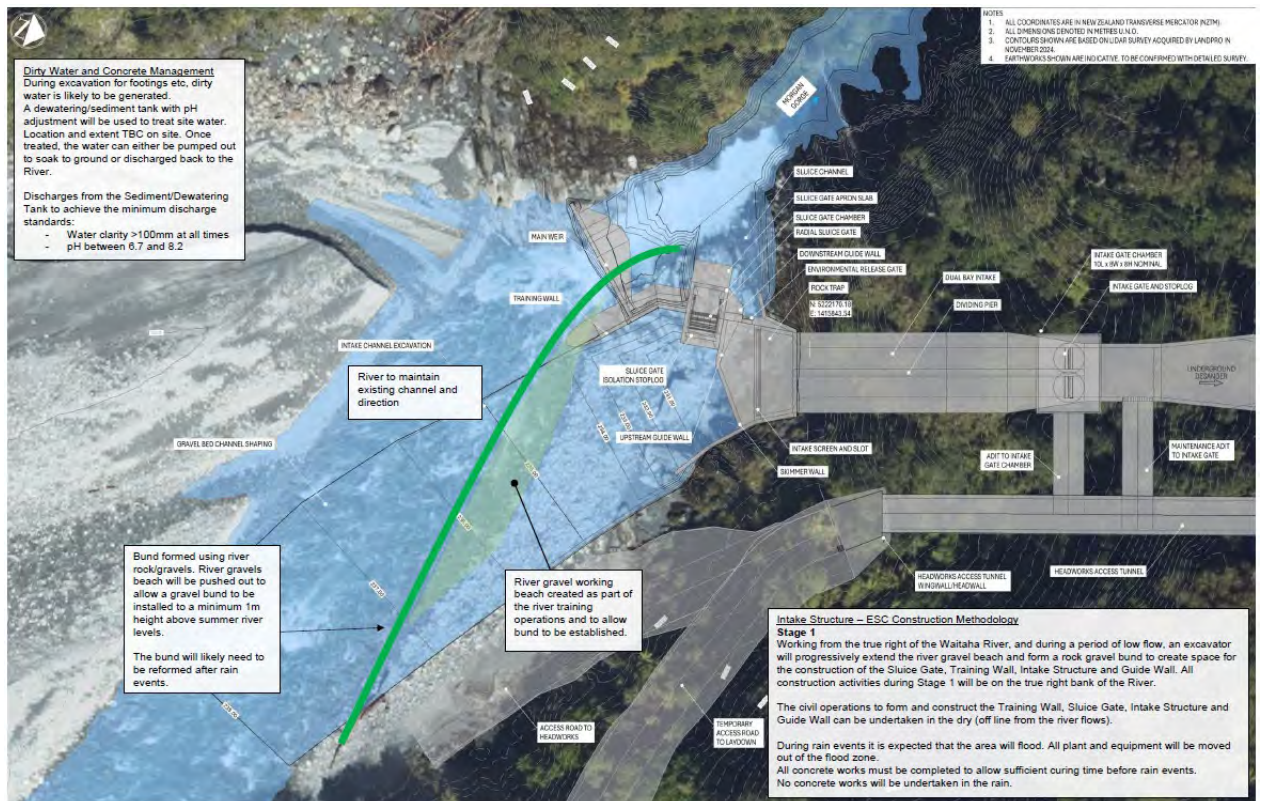 NOTES
1. ALL COORDINATES ARE IN NEW ZEALAND TRANSVERSE MERCATOR (NZTM).
2. ALL DIMENSIONS DENOTED IN METRES U.N.O.
3. CONTOURS SHOWN ARE BASED ON LIDAR SURVEY ACQUIRED BY LANDPRO IN
NOVEMBER 2024.
4. EARTHWORKS SHOWN ARE INDICATIVE, TO BE CONFIRMED WITH DETAILED SURVEY.
Dirty Water and Concrete Management
During excavation for footings etc, dirty
water is likely to be generated.
A dewatering/sediment tank with pH
adjustment will be used to treat site water.
Location and extent TBC on site. Once
treated, the water can either be pumped out
to soak to ground or discharged back to the
River.
Discharges from the Sediment/Dewatering
Tank to achieve the minimum discharge
standards:
- Water clarity >100mm at all times
- pH between 6.7 and 8.2
MORGAN
GORGE
SLUICE CHANNEL
SLUICE GATE APRON SLAB
SLUICE GATE CHAMBER
RADIAL SLUICE GATE
MAIN WEIR
DOWNSTREAM GUIDE WALL
ENVIRONMENTAL RELEASE GATE
ROCK TRAP
TRAINING WALL
DUAL BAY INTAKE
DIVIDING PIER
INTAKE GATE CHAMBER
10L x 8W x 8H NOMINAL
INTAKE GATE AND STOPLOG
INTAKE CHANNEL EXCAVATION
River to maintain
existing channel and
direction
SLUICE GATE
ISOLATION STOPLOG
UNDERGROUND
DESANDER
UPSTREAM GUIDE WALL
GRAVEL BED CHANNEL SHAPING
INTAKE SCREEN AND SLOT
SKIMMER WALL
ADIT TO INTAKE
GATE CHAMBER
MAINTENANCE ADIT
TO INTAKE GATE
Bund formed using river
rock/gravels. River gravels
beach will be pushed out to
allow a gravel bund to be
installed to a minimum 1m
height above summer river
levels.
The bund will likely need to
be reformed after rain
events.
River gravel working
beach created as part of
the river training
operations and to allow
bund to be established.
HEADWORKS ACCESS TUNNEL
WINGWALL/HEADWALL
HEADWORKS ACCESS TUNNEL
ACCESS ROAD TO
HEADWORKS
TEMPORARY
ACCESS ROAD
TO LAYDOWN
Intake Structure – ESC Construction Methodology
Stage 1
Working from the true right of the Waitaha River, and during a period of low flow, an excavator
will progressively extend the river gravel beach and form a rock gravel bund to create space for
the construction of the Sluice Gate, Training Wall, Intake Structure and Guide Wall. All
construction activities during Stage 1 will be on the true right bank of the River.
The civil operations to form and construct the Training Wall, Sluice Gate, Intake Structure and
Guide Wall can be undertaken in the dry (off line from the river flows).
During rain events it is expected that the area will flood. All plant and equipment will be moved
out of the flood zone.
All concrete works must be completed to allow sufficient curing time before rain events.
No concrete works will be undertaken in the rain.